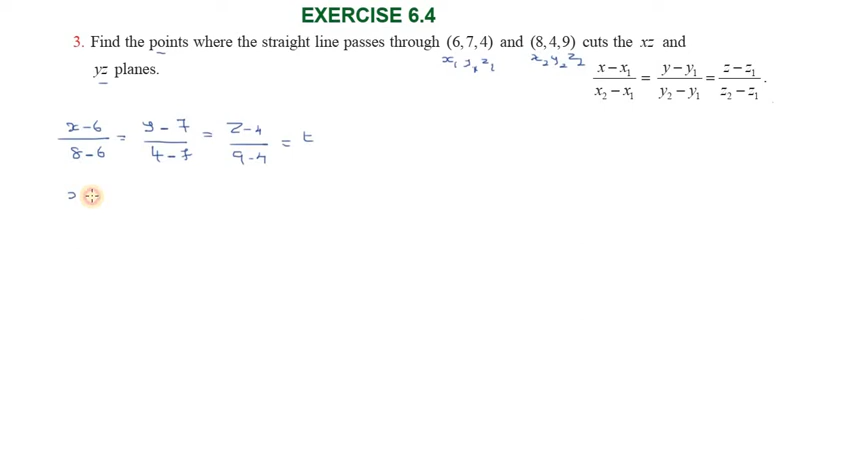 EXERCISE 6.4
3. Find the points where the straight line passes through (6, 7, 4) and (8, 4, 9) cuts the xz and
yz planes.
x₁ y₁ z₁ x₂ y₂ z₂
(x − x₁)/(x₂ − x₁) = (y − y₁)/(y₂ − y₁) = (z − z₁)/(z₂ − z₁).
(x − 6)/(8 − 6) = (y − 7)/(4 − 7) = (z − 4)/(9 − 4) = t